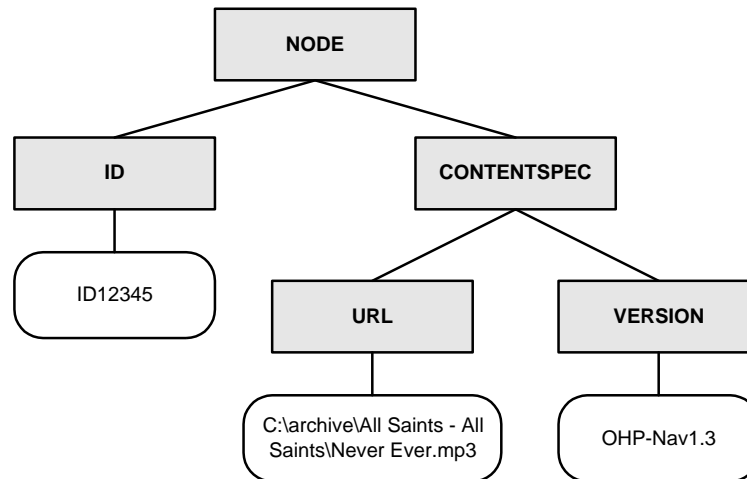 NODE
ID
CONTENTSPEC
ID12345
URL
VERSION
C:\archive\All Saints - All
Saints\Never Ever.mp3
OHP-Nav1.3